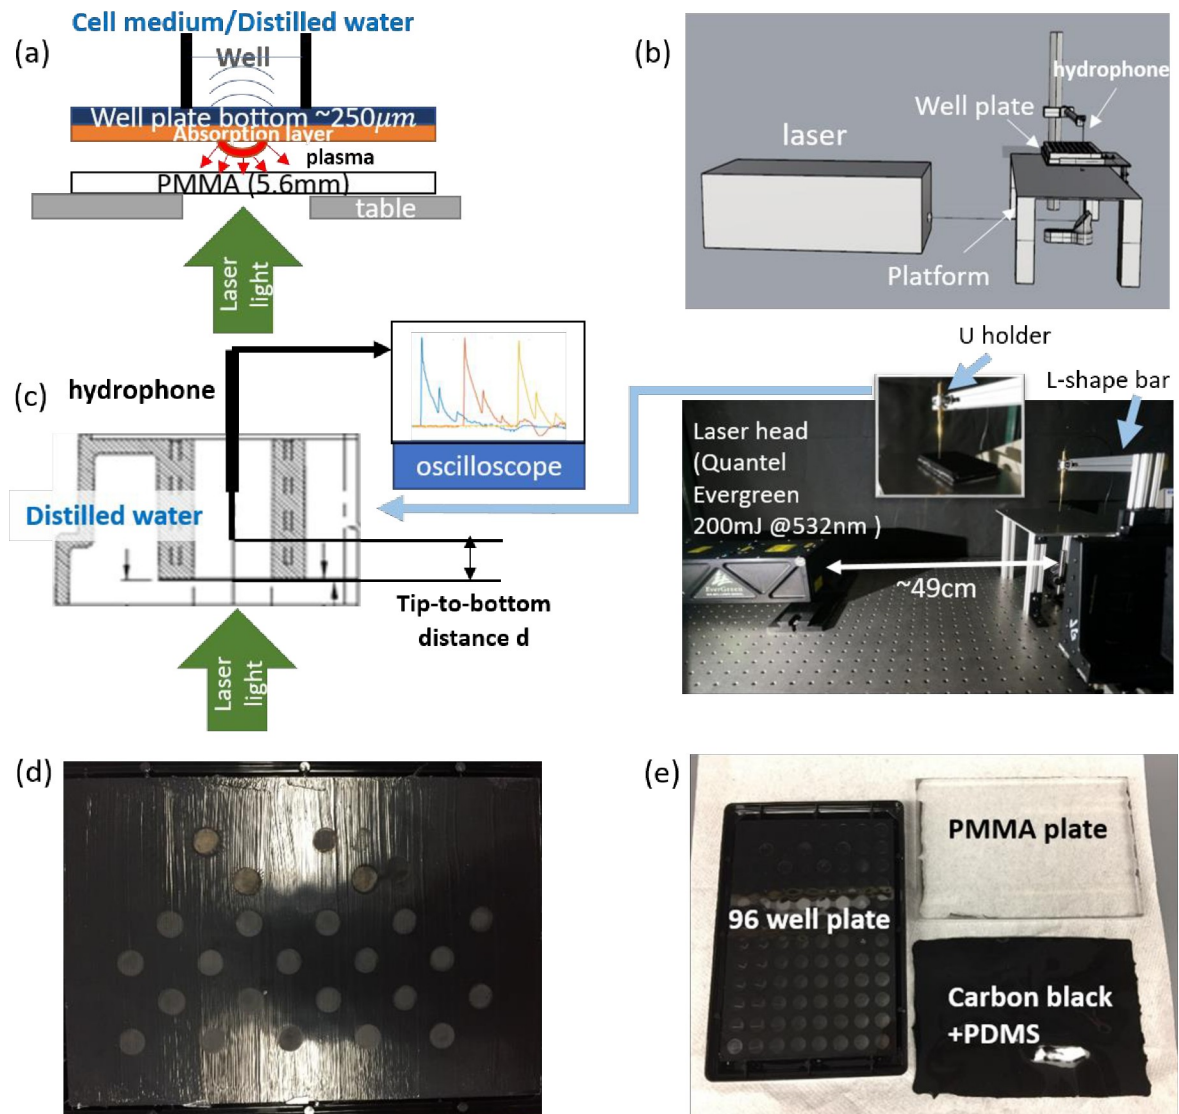 Cell medium/Distilled water
(a)
Well
Well plate bottom ~250μm
Absorption layer
plasma
PMMA (5.6mm)
table
Laser
light
(b)
hydrophone
Well plate
laser
Platform
(c)
hydrophone
oscilloscope
Distilled water
Tip-to-bottom
distance d
Laser
light
U holder
L-shape bar
Laser head
(Quantel
Evergreen
200mJ @532nm )
~49cm
EverGreen
(d)
(e)
PMMA plate
96 well plate
Carbon black
+PDMS